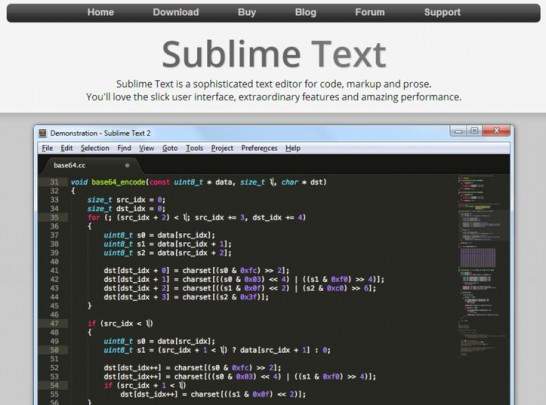 Home Download Buy Blog Forum Support
Sublime Text
Sublime Text is a sophisticated text editor for code, markup and prose.
You'll love the slick user interface, extraordinary features and amazing performance.
Demonstration - Sublime Text 2
File Edit Selection Find View Goto Tools Project Preferences Help
base64.cc
31 void base64_encode(const uint8_t * data, size_t l, char * dst)
32 {
33 size_t src_idx = 0;
34 size_t dst_idx = 0;
35 for (; (src_idx + 2) < l; src_idx += 3, dst_idx += 4)
36 {
37 uint8_t s0 = data[src_idx];
38 uint8_t s1 = data[src_idx + 1];
39 uint8_t s2 = data[src_idx + 2];
40
41 dst[dst_idx + 0] = charset[(s0 & 0xfc) >> 2];
42 dst[dst_idx + 1] = charset[((s0 & 0x03) << 4) | ((s1 & 0xf0) >> 4)];
43 dst[dst_idx + 2] = charset[((s1 & 0x0f) << 2) | (s2 & 0xc0) >> 6];
44 dst[dst_idx + 3] = charset[(s2 & 0x3f)];
45 }
46
47 if (src_idx < l)
48 {
49 uint8_t s0 = data[src_idx];
50 uint8_t s1 = (src_idx + 1 < l) ? data[src_idx + 1] : 0;
51
52 dst[dst_idx++] = charset[(s0 & 0xfc) >> 2];
53 dst[dst_idx++] = charset[((s0 & 0x03) << 4) | ((s1 & 0xf0) >> 4)];
54 if (src_idx + 1 < l)
55 dst[dst_idx++] = charset[((s1 & 0x0f) << 2)];
56